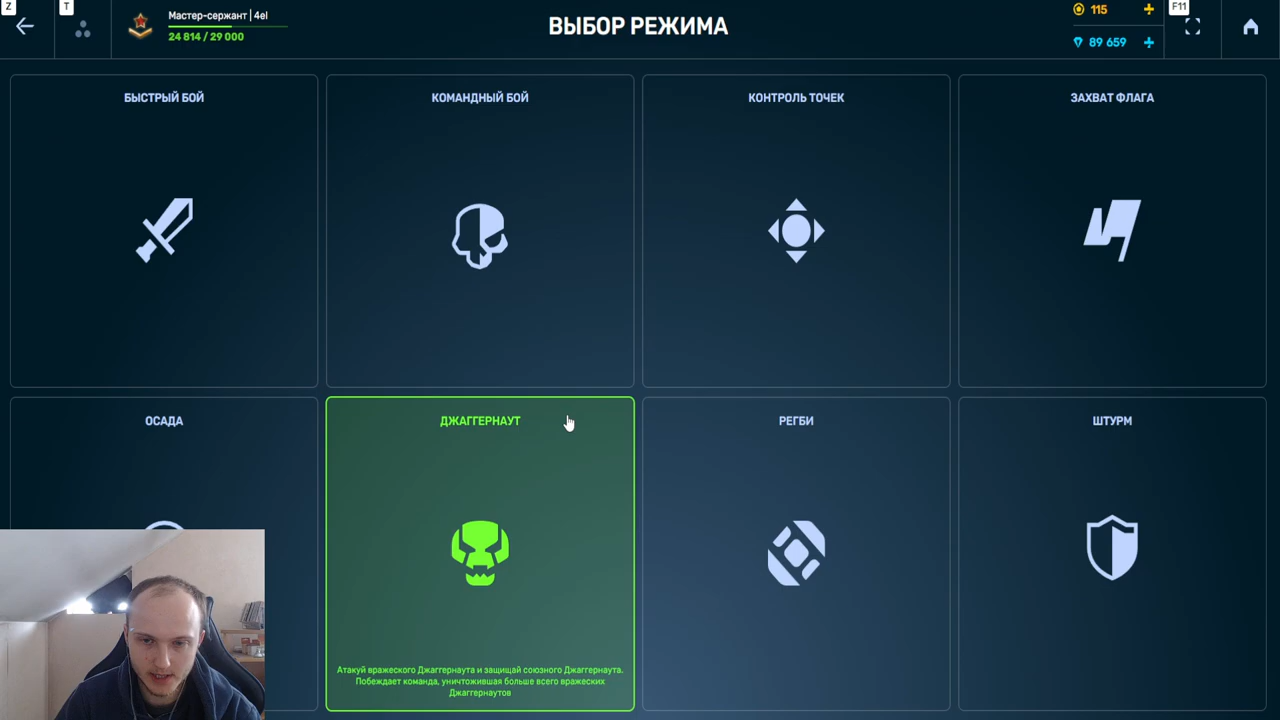 Z
T
Мастер-сержант | 4el
24 814 / 29 000
ВЫБОР РЕЖИМА
115
F11
89 659
БЫСТРЫЙ БОЙ
КОМАНДНЫЙ БОЙ
КОНТРОЛЬ ТОЧЕК
ЗАХВАТ ФЛАГА
ОСАДА
ДЖАГГЕРНАУТ
РЕГБИ
ШТУРМ
Атакуй вражеского Джаггернаута и защищай союзного Джаггернаута.
Побеждает команда, уничтожившая больше всего вражеских
Джаггернаутов